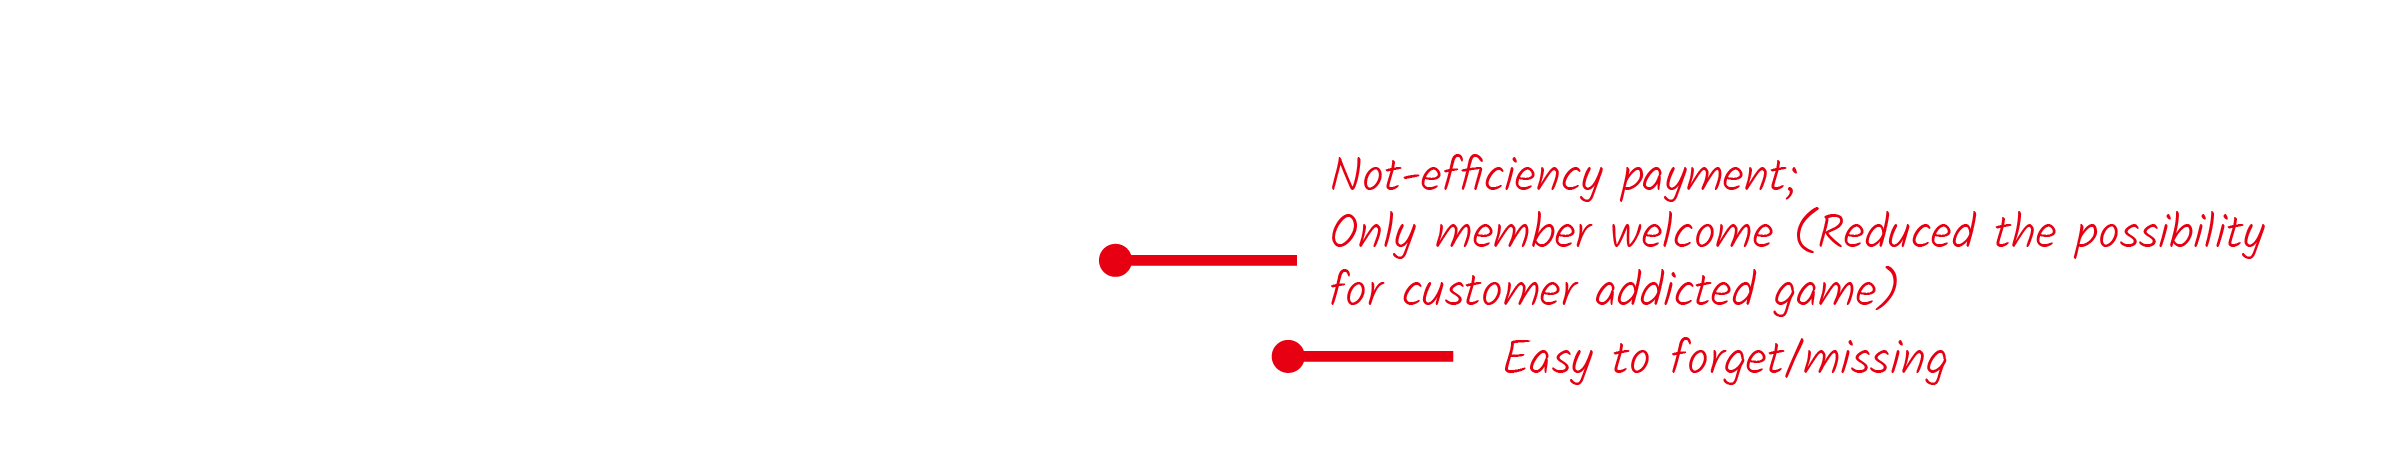 Not-efficiency payment;
Only member welcome (Reduced the possibility
for customer addicted game)
Easy to forget/missing